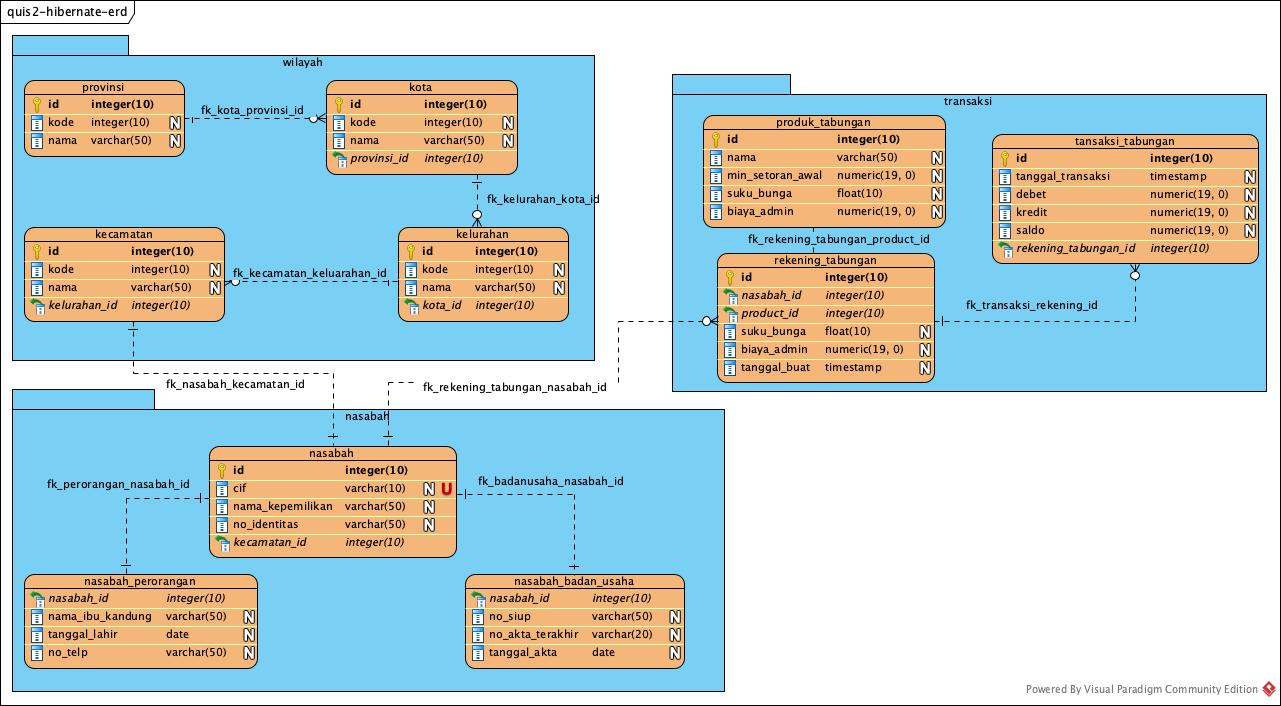 quis2-hibernate-erd
wilayah
provinsi
id integer(10)
kode integer(10) N
nama varchar(50) N
fk_kota_provinsi_id
kota
id integer(10)
kode integer(10) N
nama varchar(50) N
provinsi_id integer(10)
fk_kelurahan_kota_id
kecamatan
id integer(10)
kode integer(10) N
nama varchar(50) N
kelurahan_id integer(10)
fk_kecamatan_keluarahan_id
kelurahan
id integer(10)
kode integer(10) N
nama varchar(50) N
kota_id integer(10)
transaksi
produk_tabungan
id integer(10)
nama varchar(50) N
min_setoran_awal numeric(19, 0) N
suku_bunga float(10) N
biaya_admin numeric(19, 0) N
tansaksi_tabungan
id integer(10)
tanggal_transaksi timestamp N
debet numeric(19, 0) N
kredit numeric(19, 0) N
saldo numeric(19, 0) N
rekening_tabungan_id integer(10)
fk_rekening_tabungan_product_id
rekening_tabungan
id integer(10)
nasabah_id integer(10)
product_id integer(10)
suku_bunga float(10) N
biaya_admin numeric(19, 0) N
tanggal_buat timestamp N
fk_transaksi_rekening_id
fk_nasabah_kecamatan_id
fk_rekening_tabungan_nasabah_id
nasabah
nasabah
id integer(10)
cif varchar(10) N U
nama_kepemilikan varchar(50) N
no_identitas varchar(50) N
kecamatan_id integer(10)
fk_perorangan_nasabah_id
fk_badanusaha_nasabah_id
nasabah_perorangan
nasabah_id integer(10)
nama_ibu_kandung varchar(50) N
tanggal_lahir date N
no_telp varchar(50) N
nasabah_badan_usaha
nasabah_id integer(10)
no_siup varchar(50) N
no_akta_terakhir varchar(20) N
tanggal_akta date N
Powered By Visual Paradigm Community Edition